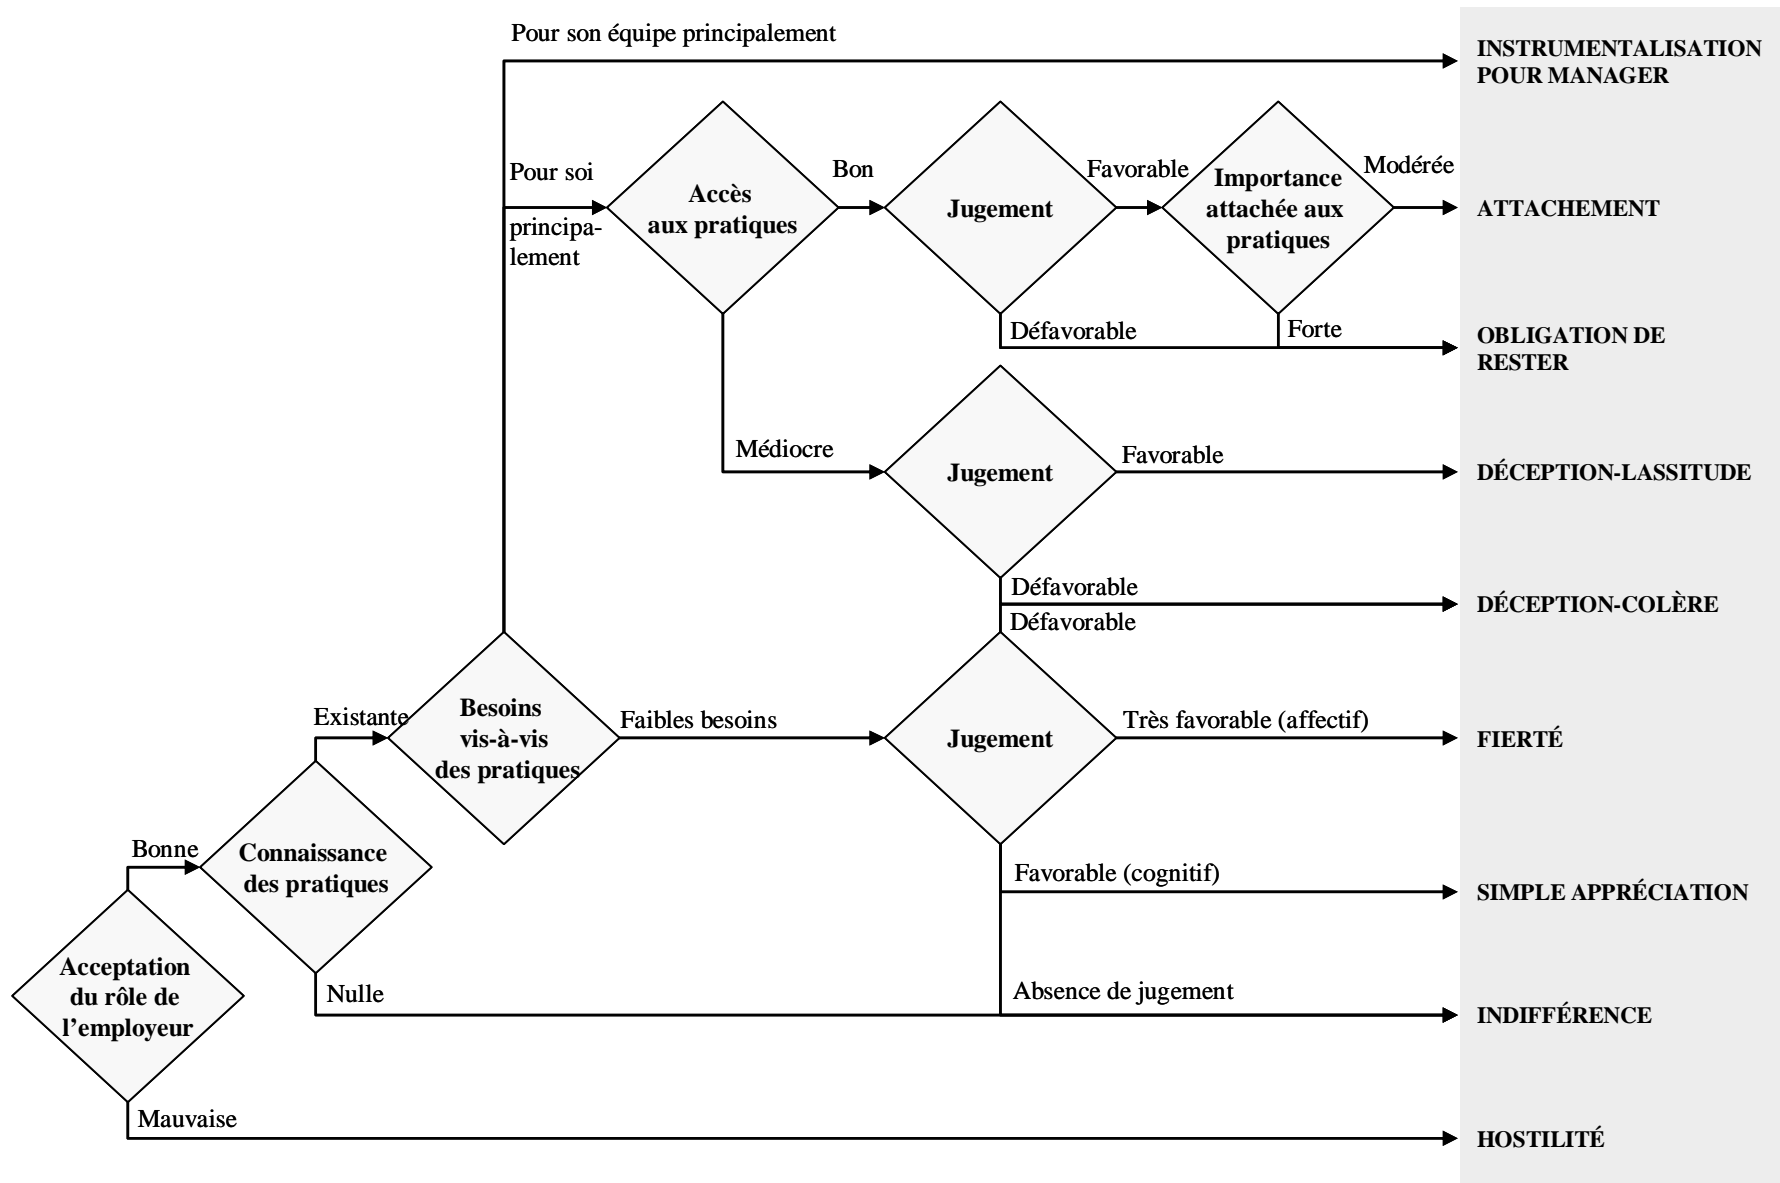 Pour son équipe principalement
INSTRUMENTALISATION
POUR MANAGER
Pour soi
principa-
lement
Accès
aux pratiques
Bon
Jugement
Favorable
Importance
attachée aux
pratiques
Modérée
ATTACHEMENT
Défavorable
Forte
OBLIGATION DE
RESTER
Médiocre
Jugement
Favorable
DÉCEPTION-LASSITUDE
Défavorable
DÉCEPTION-COLÈRE
Défavorable
Existante
Besoins
vis-à-vis
des pratiques
Faibles besoins
Jugement
Très favorable (affectif)
FIERTÉ
Bonne
Connaissance
des pratiques
Favorable (cognitif)
SIMPLE APPRÉCIATION
Acceptation
du rôle de
l’employeur
Nulle
Absence de jugement
INDIFFÉRENCE
Mauvaise
HOSTILITÉ